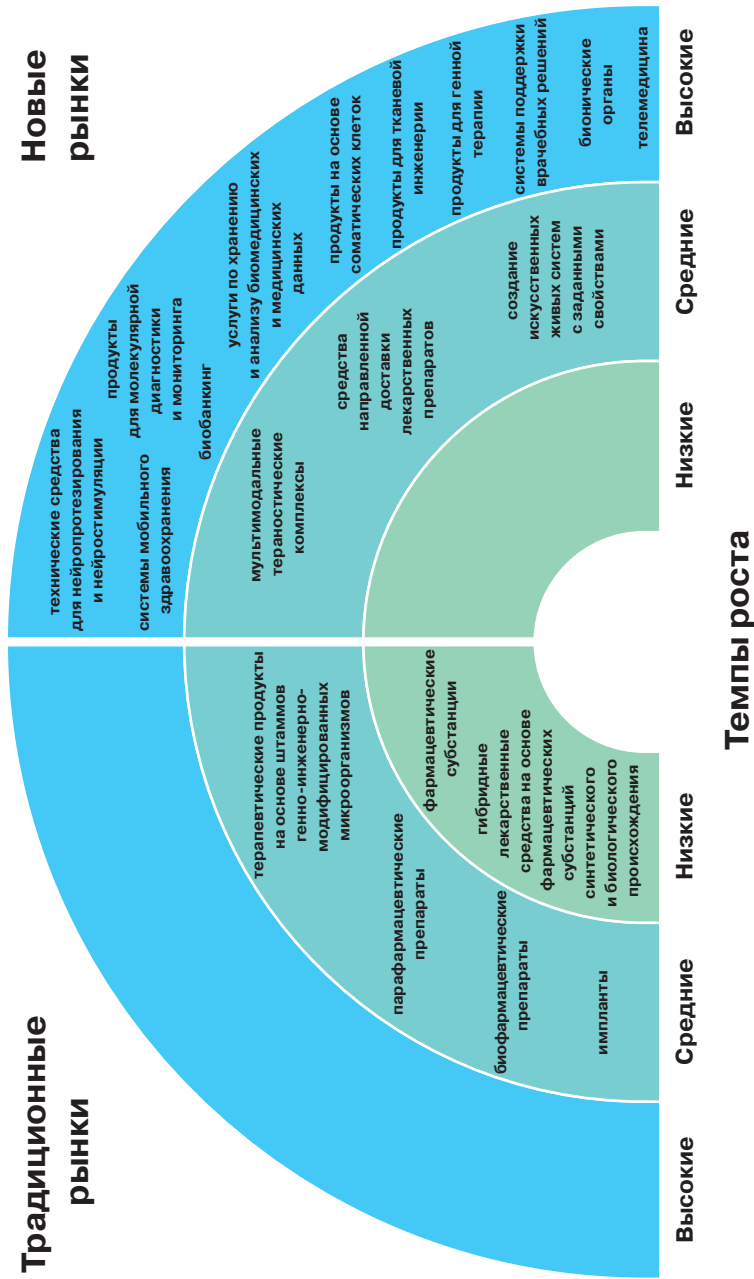 Традиционные
рынки
Новые
рынки
терапевтические продукты
на основе штаммов
генно-инженерно-
модифицированных
микроорганизмов
парафармацевтические
препараты
биофармацевтические
препараты
импланты
фармацевтические
субстанции
гибридные
лекарственные
средства на основе
фармацевтических
субстанций
синтетического
и биологического
происхождения
технические средства
для нейропротезирования
и нейростимуляции
системы мобильного
здравоохранения
продукты
для молекулярной
диагностики
и мониторинга
биобанкинг
услуги по хранению
и анализу биомедицинских
и медицинских
данных
продукты на основе
соматических клеток
продукты для тканевой
инженерии
продукты для генной
терапии
системы поддержки
врачебных решений
бионические
органы
телемедицина
мультимодальные
тераностические
комплексы
средства
направленной
доставки
лекарственных
препаратов
создание
искусственных
живых систем
с заданными
свойствами
Высокие
Средние
Низкие
Низкие
Средние
Высокие
Темпы роста